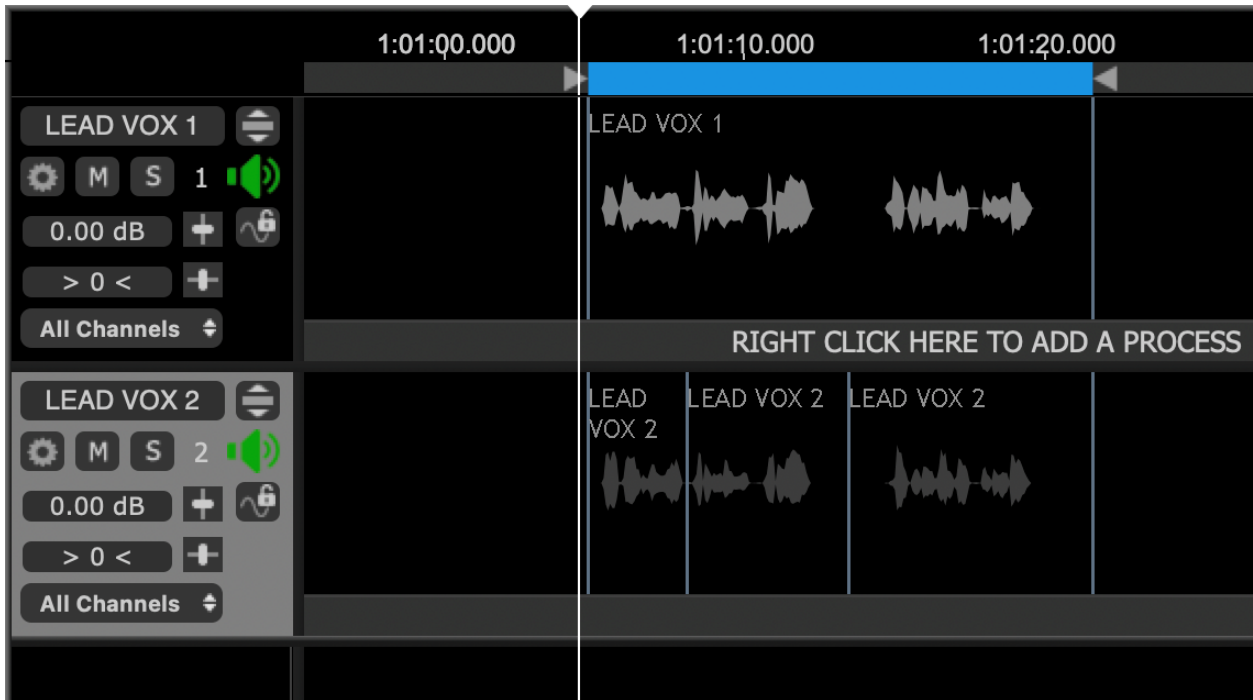 1:01:00.000 1:01:10.000 1:01:20.000
LEAD VOX 1
M S 1
0.00 dB
> 0 <
All Channels
LEAD VOX 1
RIGHT CLICK HERE TO ADD A PROCESS
LEAD VOX 2
M S 2
0.00 dB
> 0 <
All Channels
LEAD
VOX 2
LEAD VOX 2
LEAD VOX 2